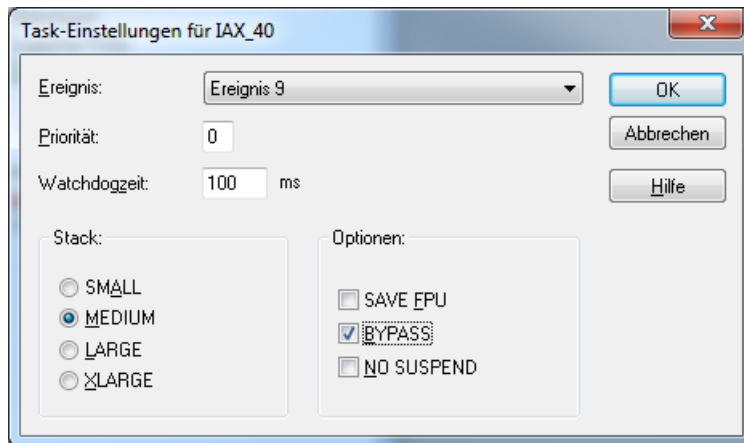 Task-Einstellungen für IAX_40
Ereignis: Ereignis 9 OK
Priorität: 0 Abbrechen
Watchdogzeit: 100 ms Hilfe
Stack: Optionen:
SMALL
MEDIUM
LARGE
XLARGE
SAVE FPU
BYPASS
NO SUSPEND